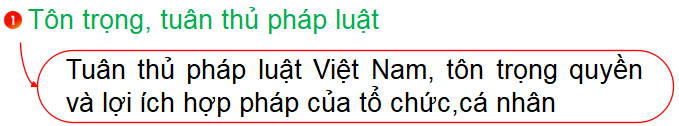 1 Tôn trọng, tuân thủ pháp luật
Tuân thủ pháp luật Việt Nam, tôn trọng quyền
và lợi ích hợp pháp của tổ chức,cá nhân